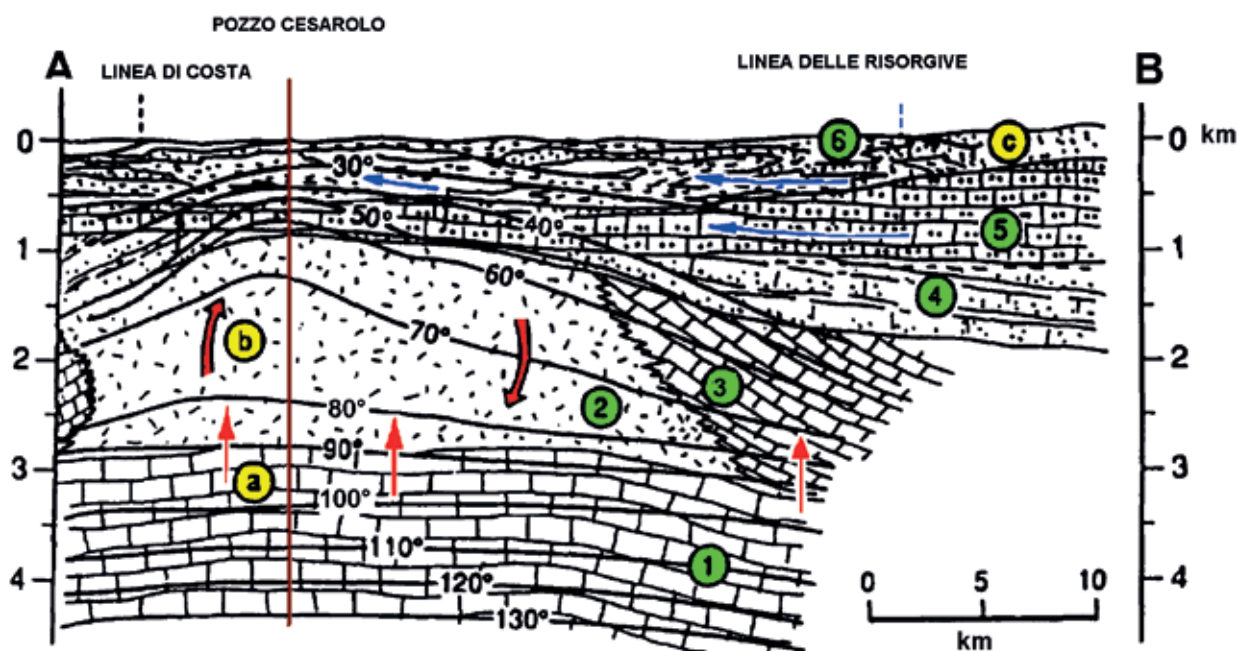 POZZO CESAROLO
A
LINEA DI COSTA
LINEA DELLE RISORGIVE
B
0
6
c
0 km
30°
50°
40°
5
1
1
60°
4
b
70°
2
2
3
2
80°
90°
3
3
a
100°
110°
1
0 5 10
4
4
120°
130°
km